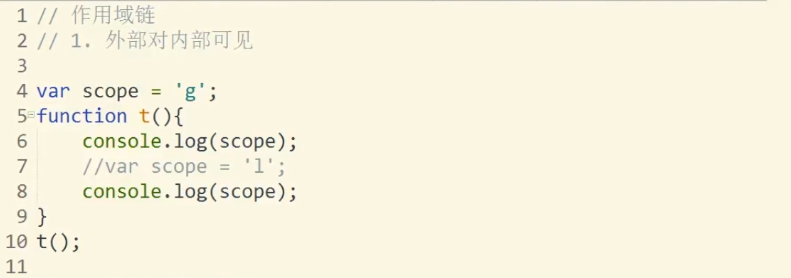 1 // 作用域链
2 // 1. 外部对内部可见
3
4 var scope = 'g';
5 function t(){
6     console.log(scope);
7     //var scope = 'l';
8     console.log(scope);
9 }
10 t();
11